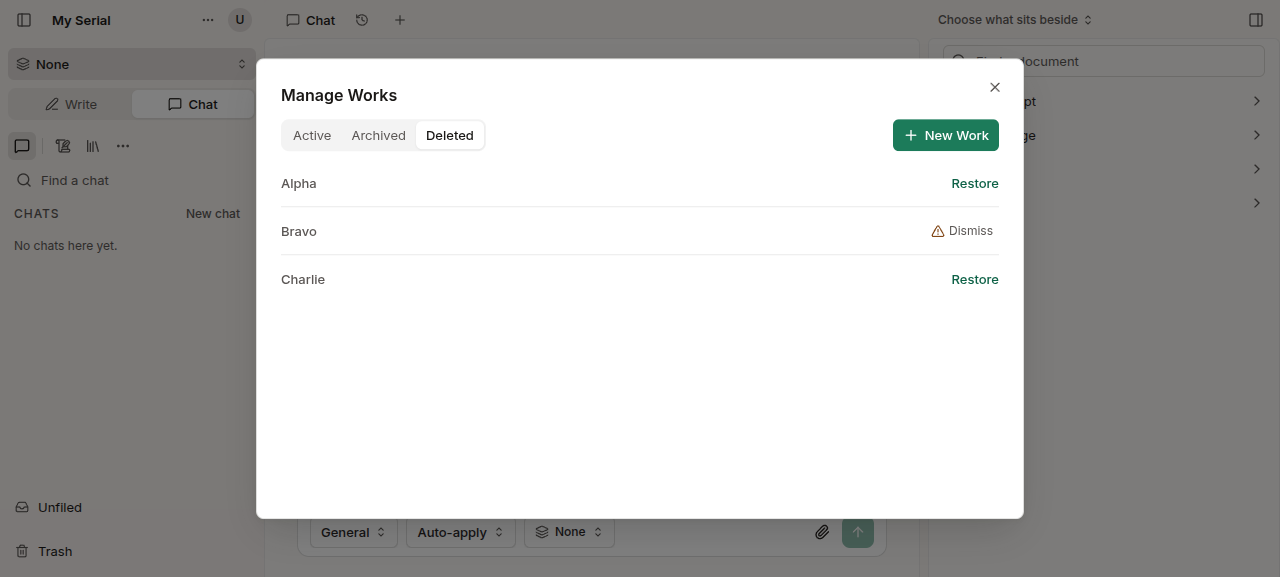 My Serial
U
Chat
Choose what sits beside
None
Write
Chat
Find a chat
CHATS
New chat
No chats here yet.
Unfiled
Trash
Manage Works
Active
Archived
Deleted
New Work
Alpha
Restore
Bravo
Dismiss
Charlie
Restore
General
Auto-apply
None
document